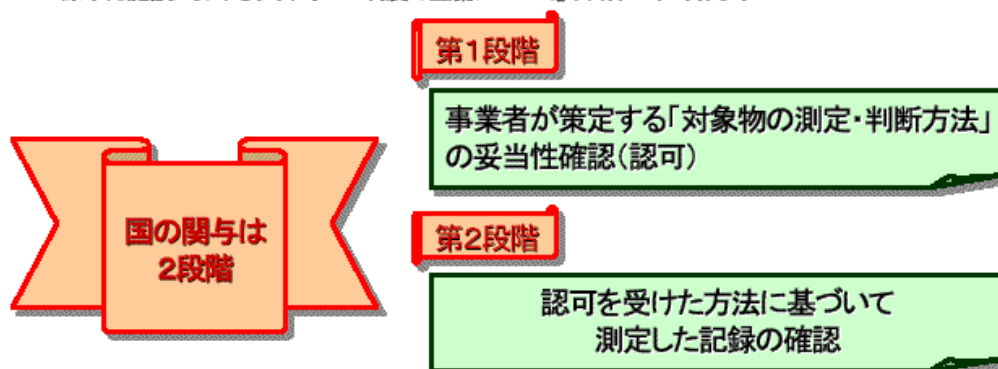 第1段階
事業者が策定する「対象物の測定・判断方法」
の妥当性確認(認可)
国の関与は
2段階
第2段階
認可を受けた方法に基づいて
測定した記録の確認